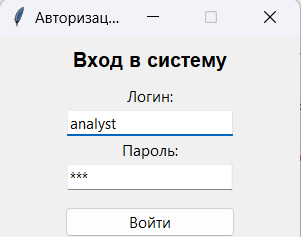 Авторизац...
Вход в систему
Логин:
analyst
Пароль:
***
Войти